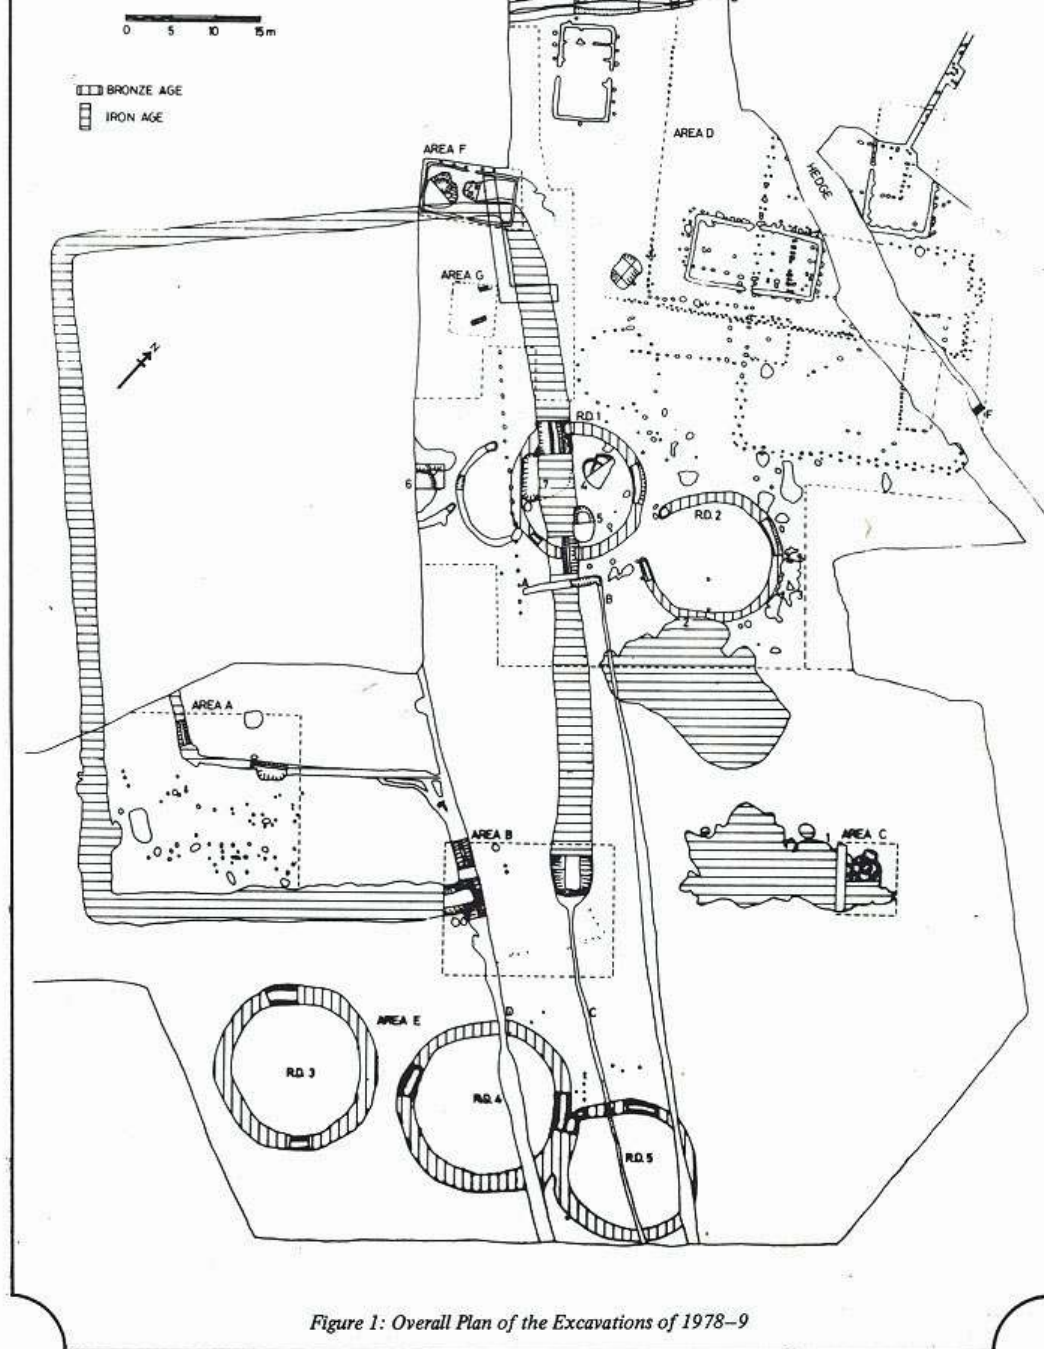 0 5 10 15m
BRONZE AGE
IRON AGE
AREA F
AREA D
HEDGE
AREA G
N
F
R.D.1
6
7
4
5
R.D.2
3
A
B
2
AREA A
AREA B
1
AREA C
D
C
AREA E
R.D. 3
R.D. 4
R.D. 5
Figure 1: Overall Plan of the Excavations of 1978–9